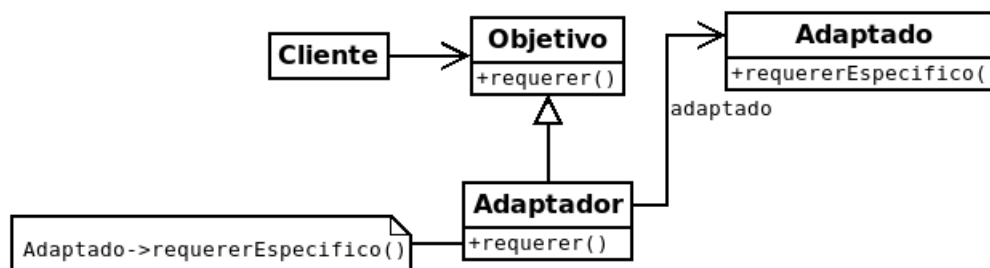 Cliente
Objetivo
+requerer()
Adaptado
+requererEspecifico(
adaptado
Adaptador
+requerer()
Adaptado->requererEspecifico()